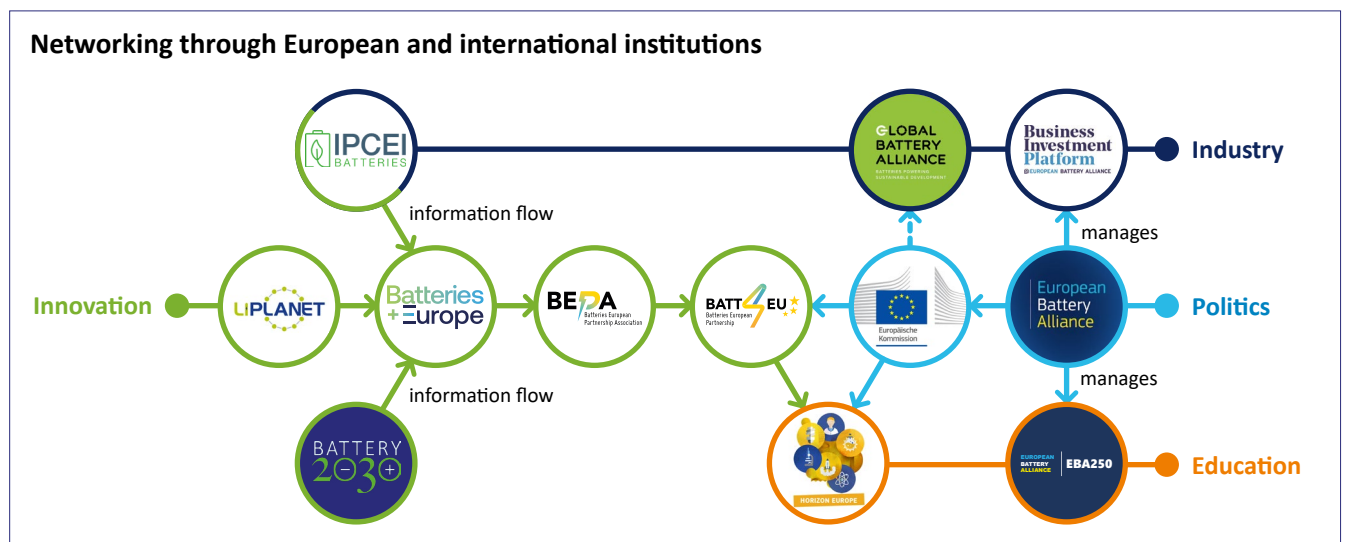 Networking through European and international institutions
IPCEI
BATTERIES
GLOBAL
BATTERY
ALLIANCE
BATTERIES POWERING
SUSTAINABLE DEVELOPMENT
Business
Investment
Platform
EUROPEAN BATTERY ALLIANCE
Industry
information flow
manages
Innovation
LiPLANET
Batteries
+Europe
BEPA
Batteries European
Partnership Association
BATT4EU
Batteries European
Partnership
Europäische
Kommission
European
Battery
Alliance
Politics
information flow
manages
BATTERY
2030+
HORIZON EUROPE
EUROPEAN
BATTERY
ALLIANCE
EBA250
Education